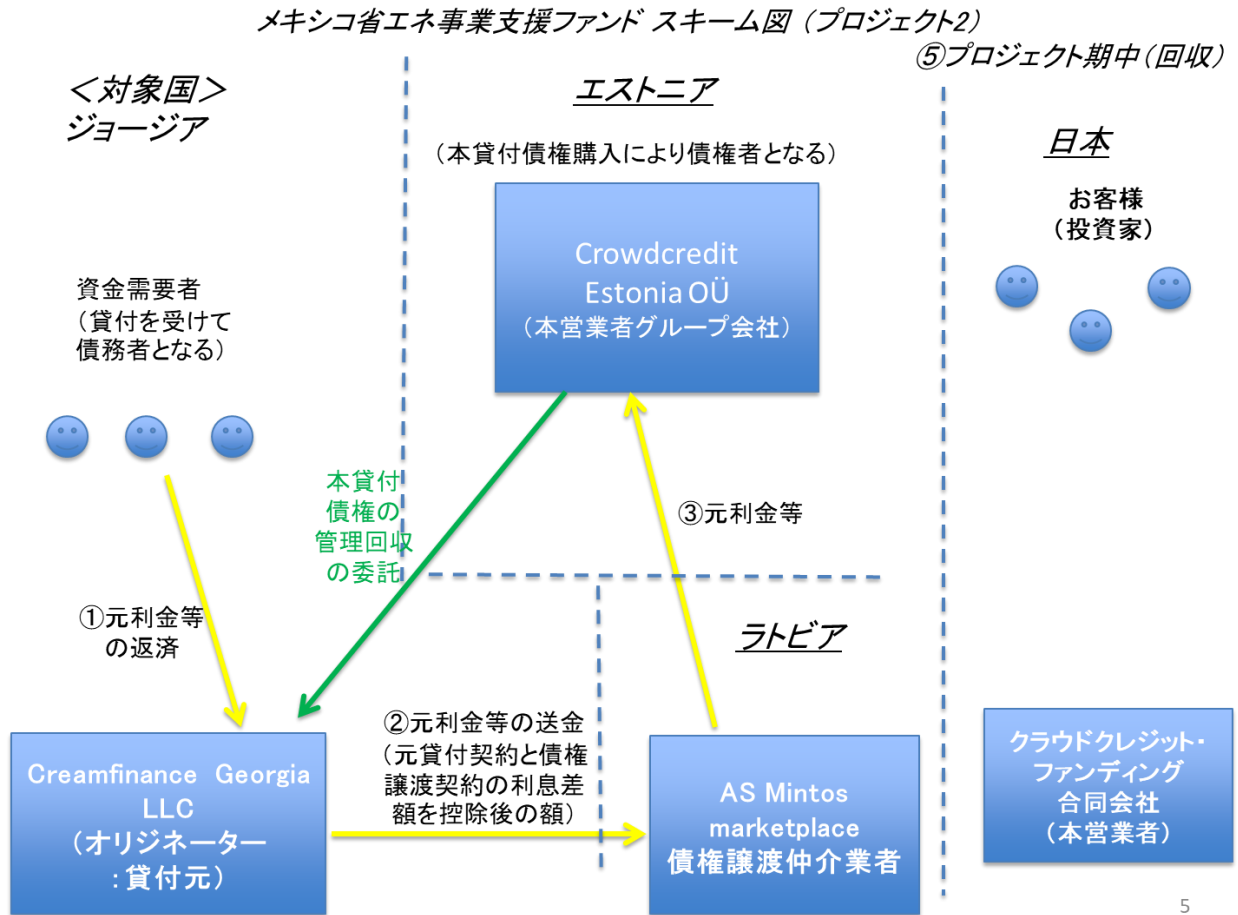 メキシコ省エネ事業支援ファンド スキーム図（プロジェクト2）
⑤プロジェクト期中（回収）
＜対象国＞
ジョージア
エストニア
（本貸付債権購入により債権者となる）
日本
お客様
（投資家）
Crowdcredit
Estonia OÜ
（本営業者グループ会社）
資金需要者
（貸付を受けて
債務者となる）
本貸付
債権の
管理回収
の委託
③元利金等
①元利金等
の返済
ラトビア
②元利金等の送金
（元貸付契約と債権
譲渡契約の利息差
額を控除後の額）
Creamfinance Georgia
LLC
（オリジネーター
：貸付元）
AS Mintos
marketplace
債権譲渡仲介業者
クラウドクレジット・
ファンディング
合同会社
（本営業者）
5